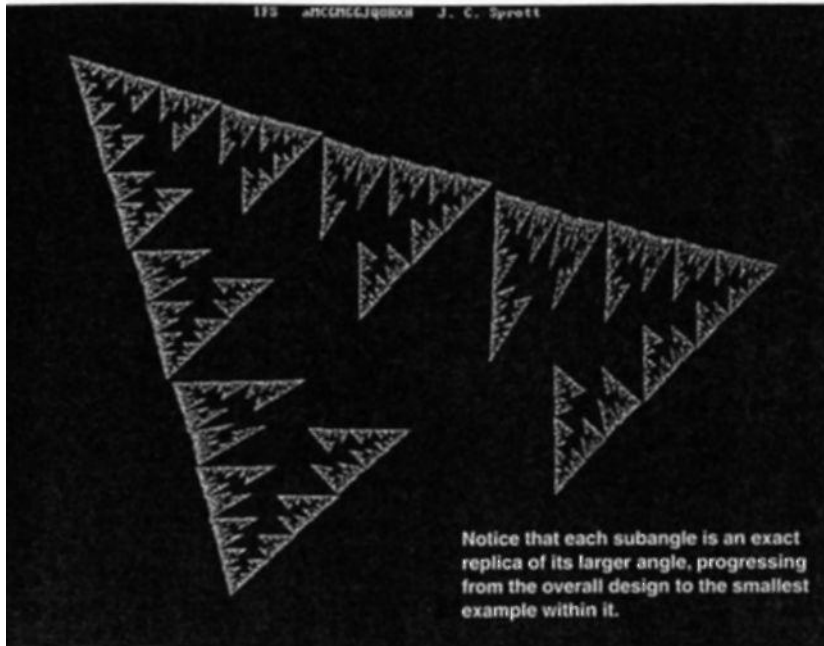 IFS J. C. Sprott
Notice that each subangle is an exact
replica of its larger angle, progressing
from the overall design to the smallest
example within it.